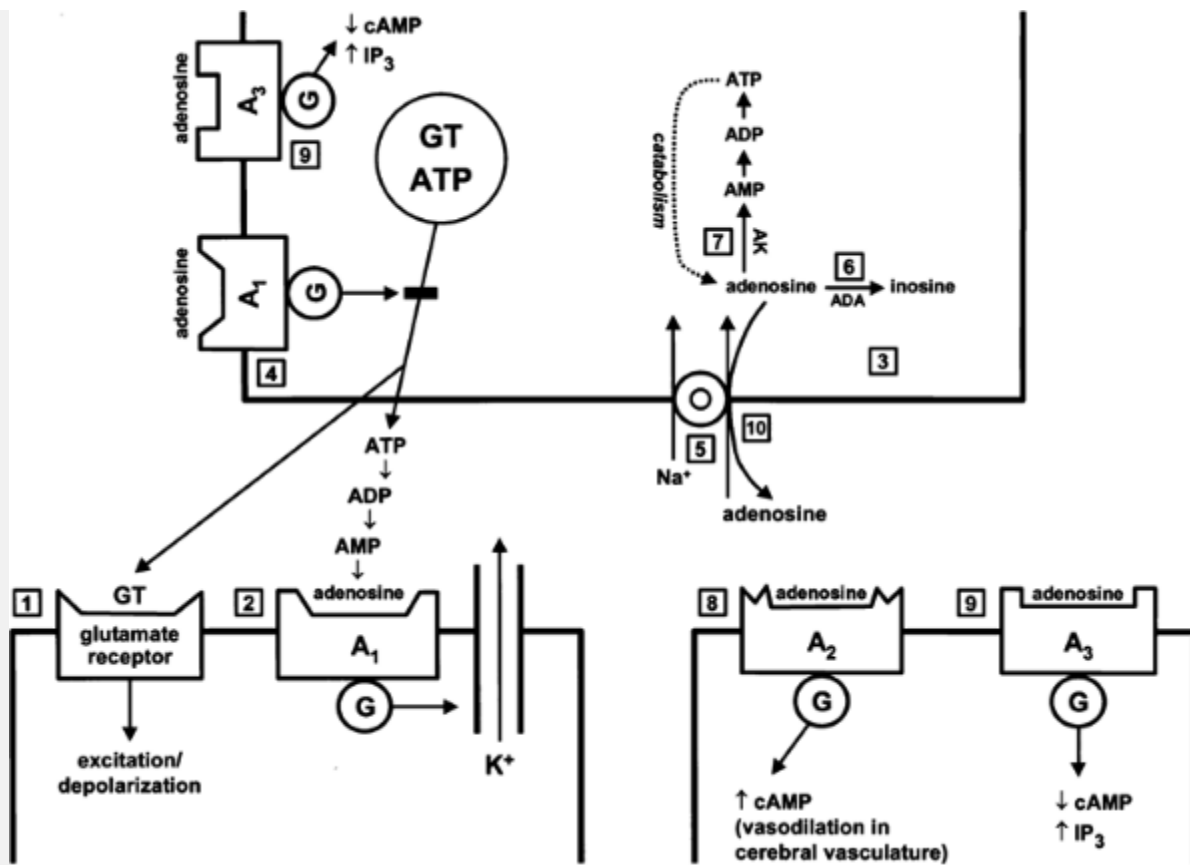 ↓ cAMP
↑ IP₃
adenosine
A₃
G
9
GT
ATP
adenosine
A₁
G
4
ATP
ADP
AMP
catabolism
7
AK
adenosine
6
ADA
inosine
3
5
10
Na⁺
adenosine
ATP
↓
ADP
↓
AMP
↓
1
GT
glutamate
receptor
excitation/
depolarization
2
adenosine
A₁
G
K⁺
8
adenosine
A₂
G
↑ cAMP
(vasodilation in
cerebral vasculature)
9
adenosine
A₃
G
↓ cAMP
↑ IP₃